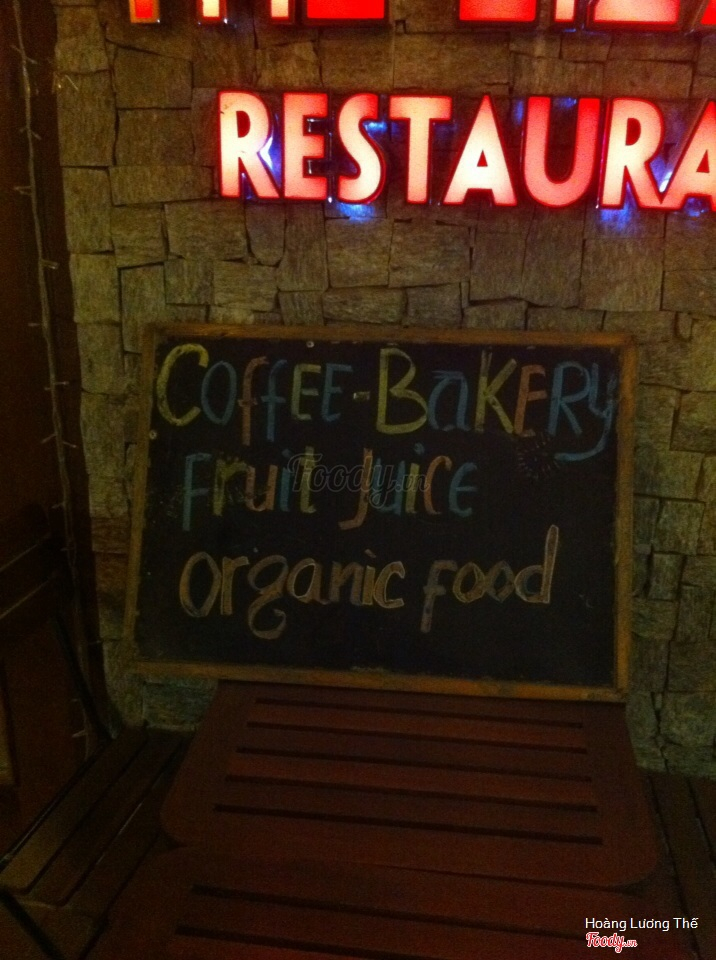 RESTAURA
COFFEE-BAKERY
Fruit Juice
Foody.vn
organic food
Hoàng Lương Thế
Foody.vn